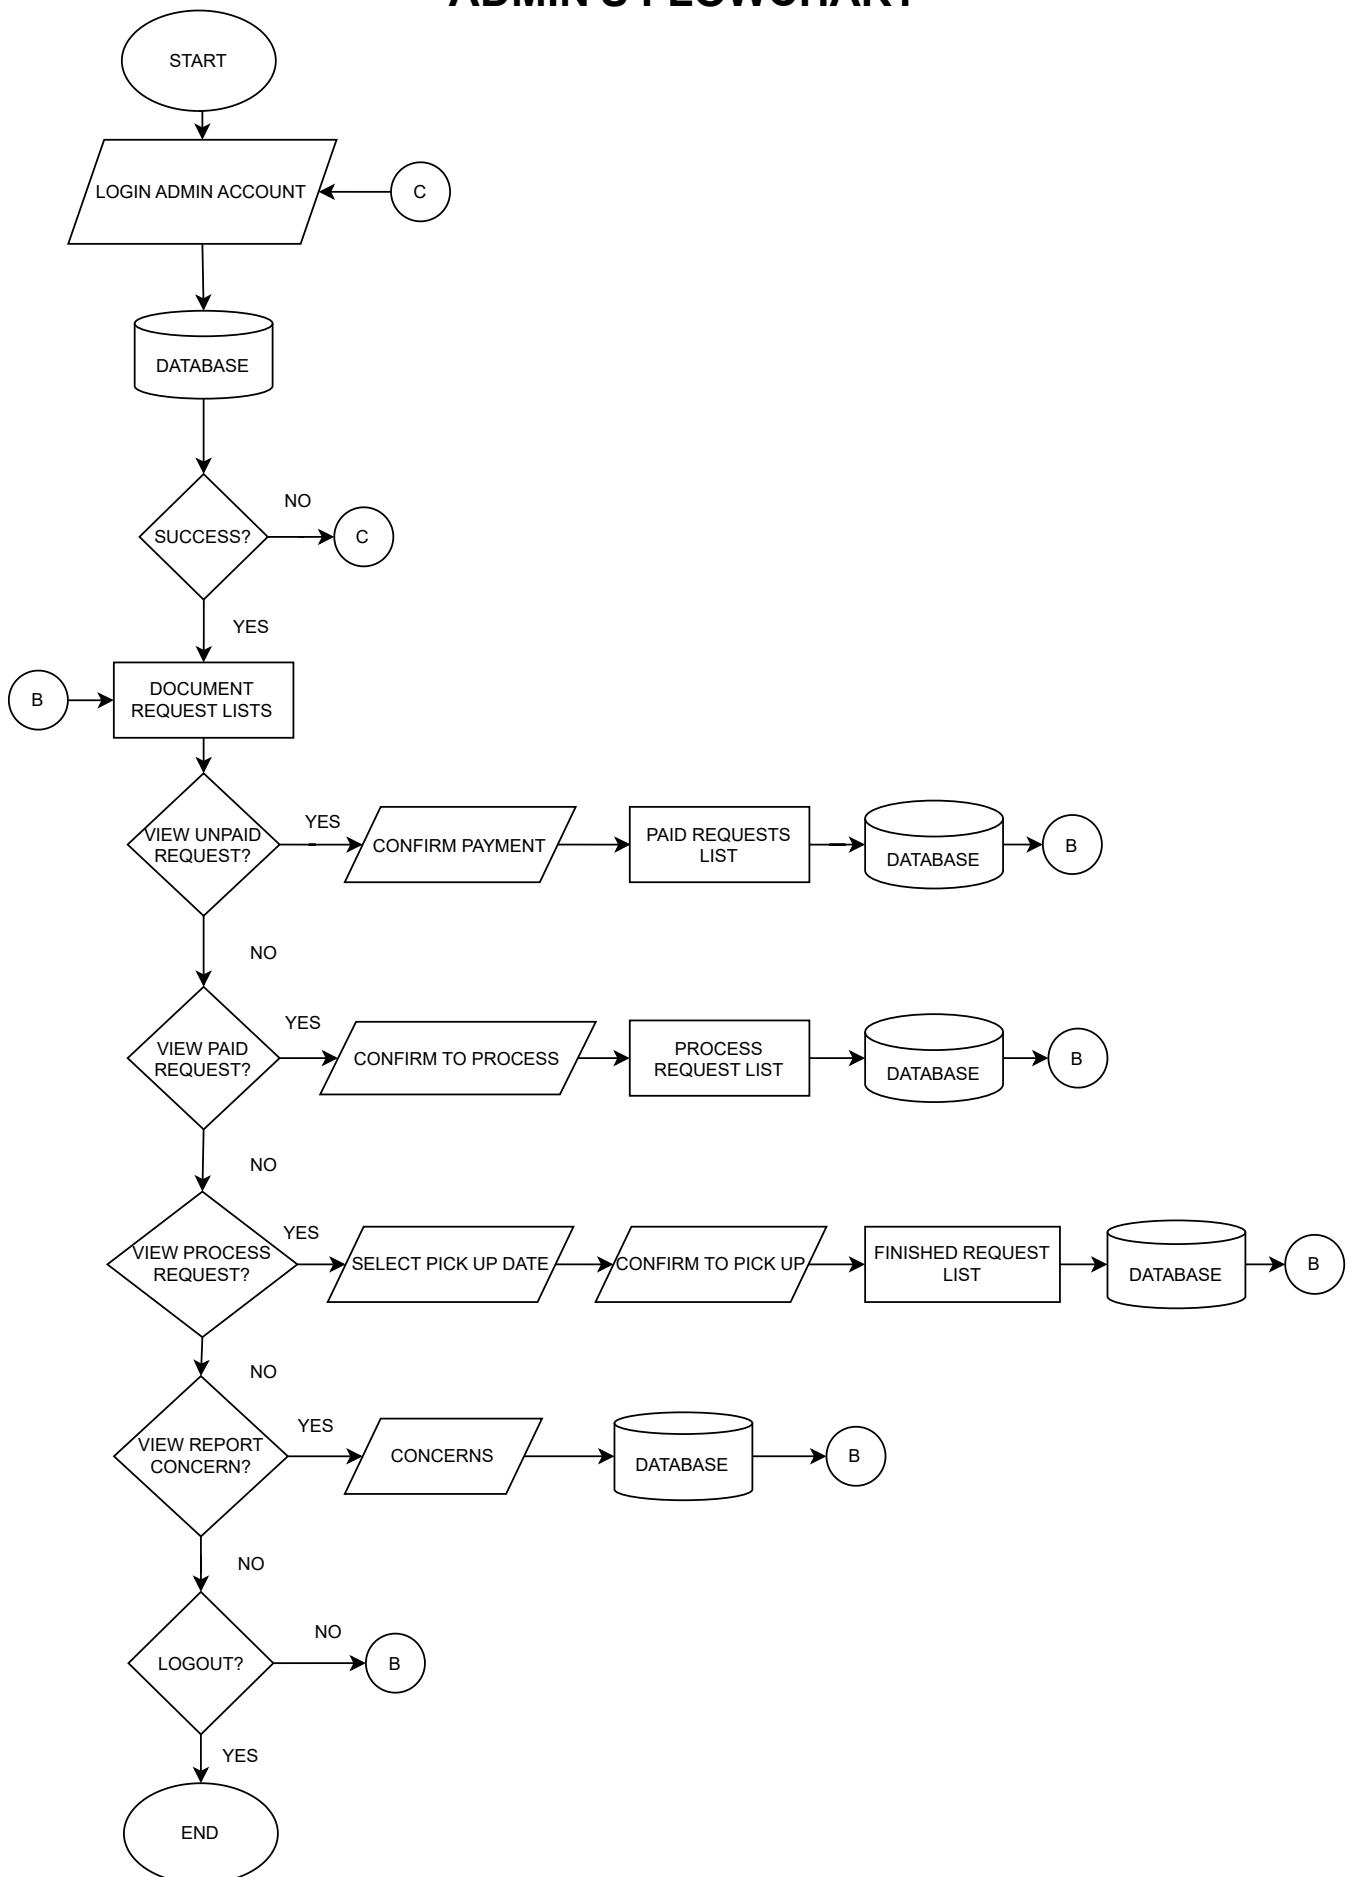 ADMIN'S FLOWCHART
START
LOGIN ADMIN ACCOUNT
C
DATABASE
NO
SUCCESS?
C
YES
B
DOCUMENT
REQUEST LISTS
VIEW UNPAID
REQUEST?
YES
CONFIRM PAYMENT
PAID REQUESTS
LIST
DATABASE
B
NO
VIEW PAID
REQUEST?
YES
CONFIRM TO PROCESS
PROCESS
REQUEST LIST
DATABASE
B
NO
VIEW PROCESS
REQUEST?
YES
SELECT PICK UP DATE
CONFIRM TO PICK UP
FINISHED REQUEST
LIST
DATABASE
B
NO
VIEW REPORT
CONCERN?
YES
CONCERNS
DATABASE
B
NO
LOGOUT?
NO
B
YES
END